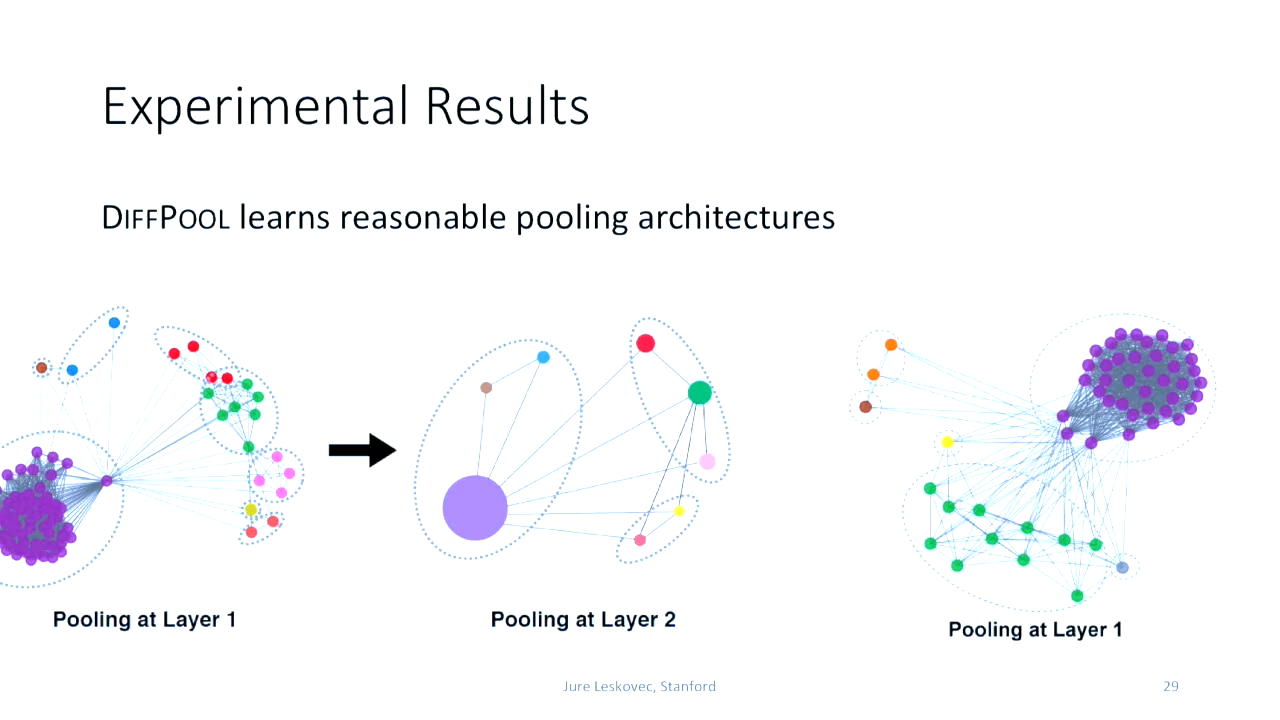 Experimental Results
DIFFPOOL learns reasonable pooling architectures
Pooling at Layer 1
Pooling at Layer 2
Pooling at Layer 1
Jure Leskovec, Stanford
29